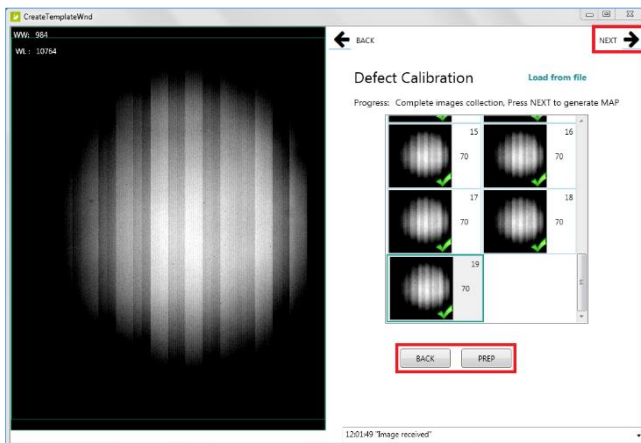 CreateTemplateWnd
WW: 984
WL : 10764
BACK
NEXT
Defect Calibration
Load from file
Progress: Complete images collection, Press NEXT to generate MAP
15
70
16
70
17
70
18
70
19
70
BACK PREP
12:01:49 "Image received"